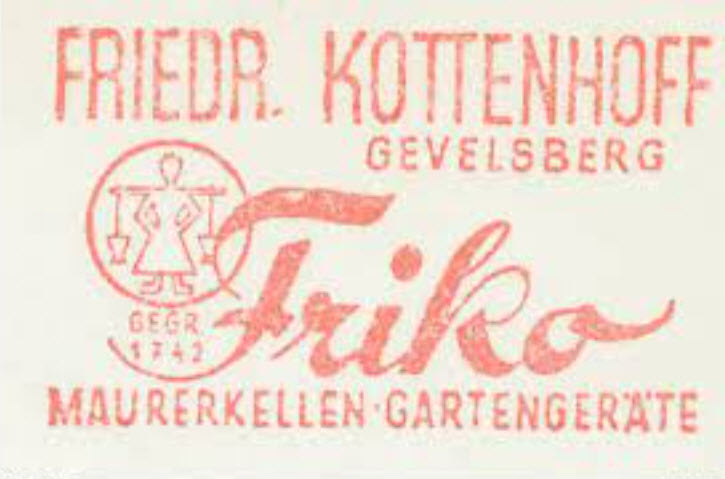 FRIEDR. KOTTENHOFF
GEVELSBERG
Friko
GEGR.
1742
MAURERKELLEN·GARTENGERÄTE